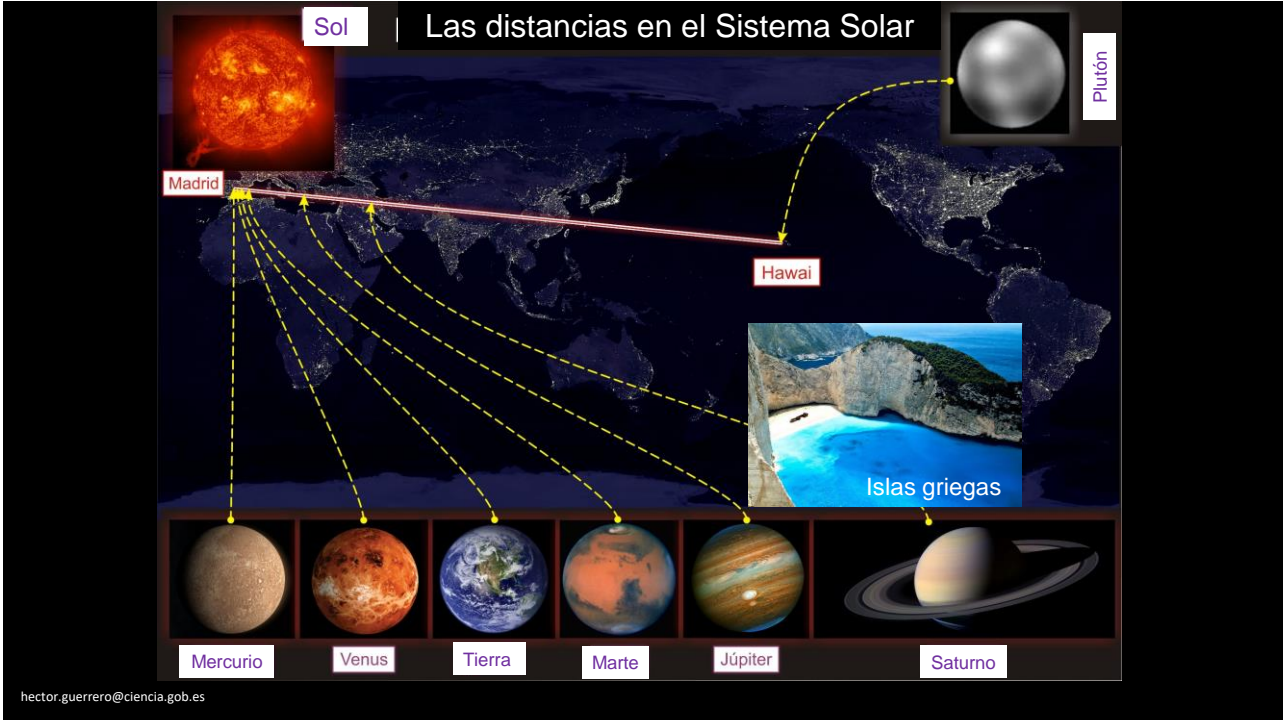 Sol
Las distancias en el Sistema Solar
Plutón
Madrid
Hawai
Islas griegas
Mercurio
Venus
Tierra
Marte
Júpiter
Saturno
hector.guerrero@ciencia.gob.es